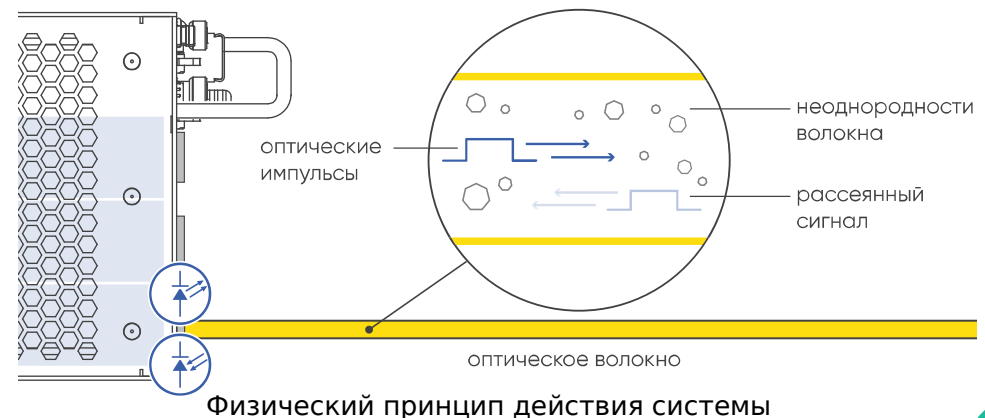 оптические
импульсы
неоднородности
волокна
рассеянный
сигнал
оптическое волокно
Физический принцип действия системы